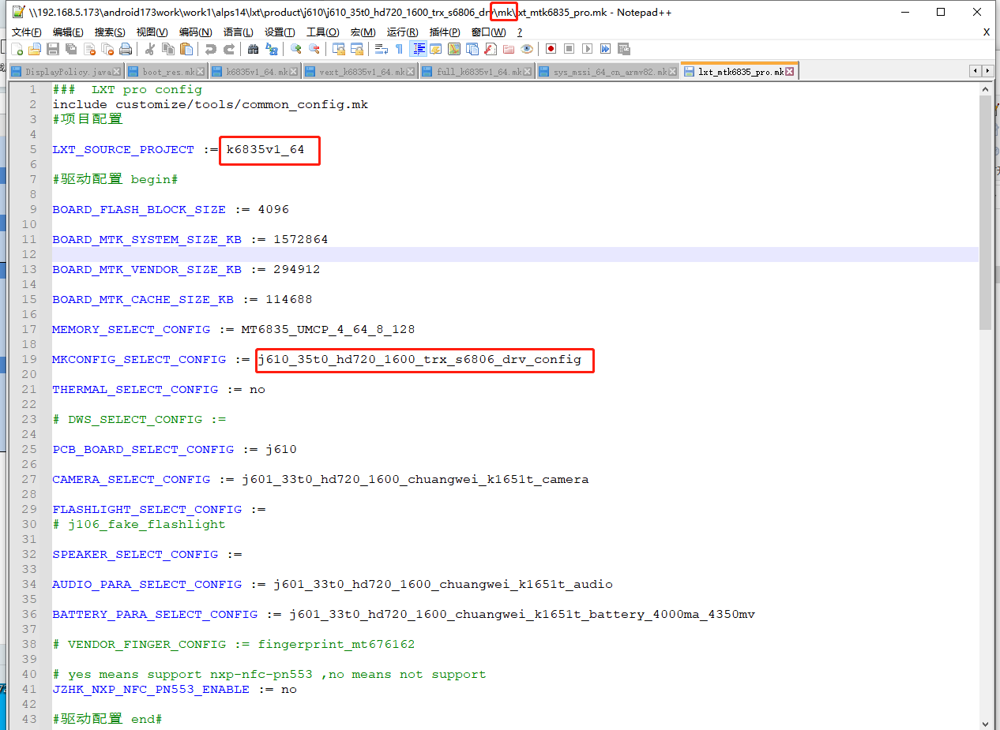 \\192.168.5.173\android173work\work1\alps14\lxt\product\j610\j610_35t0_hd720_1600_trx_s6806_drv\mk\lxt_mtk6835_pro.mk - Notepad++
文件(F) 编辑(E) 搜索(S) 视图(V) 编码(N) 语言(L) 设置(T) 工具(O) 宏(M) 运行(R) 插件(P) 窗口(W) ? X
DisplayPolicy.java boot_res.mk k6835v1_64.mk vext_k6835v1_64.mk full_k6835v1_64.mk sys_mssi_64_cn_armv82.mk lxt_mtk6835_pro.mk
1 ### LXT pro config
2 include customize/tools/common_config.mk
3 #项目配置
4
5 LXT_SOURCE_PROJECT := k6835v1_64
6
7 #驱动配置 begin#
8
9 BOARD_FLASH_BLOCK_SIZE := 4096
10
11 BOARD_MTK_SYSTEM_SIZE_KB := 1572864
12
13 BOARD_MTK_VENDOR_SIZE_KB := 294912
14
15 BOARD_MTK_CACHE_SIZE_KB := 114688
16
17 MEMORY_SELECT_CONFIG := MT6835_UMCP_4_64_8_128
18
19 MKCONFIG_SELECT_CONFIG := j610_35t0_hd720_1600_trx_s6806_drv_config
20
21 THERMAL_SELECT_CONFIG := no
22
23 # DWS_SELECT_CONFIG :=
24
25 PCB_BOARD_SELECT_CONFIG := j610
26
27 CAMERA_SELECT_CONFIG := j601_33t0_hd720_1600_chuangwei_k1651t_camera
28
29 FLASHLIGHT_SELECT_CONFIG :=
30 # j106_fake_flashlight
31
32 SPEAKER_SELECT_CONFIG :=
33
34 AUDIO_PARA_SELECT_CONFIG := j601_33t0_hd720_1600_chuangwei_k1651t_audio
35
36 BATTERY_PARA_SELECT_CONFIG := j601_33t0_hd720_1600_chuangwei_k1651t_battery_4000ma_4350mv
37
38 # VENDOR_FINGER_CONFIG := fingerprint_mt676162
39
40 # yes means support nxp-nfc-pn553 ,no means not support
41 JZHK_NXP_NFC_PN553_ENABLE := no
42
43 #驱动配置 end#